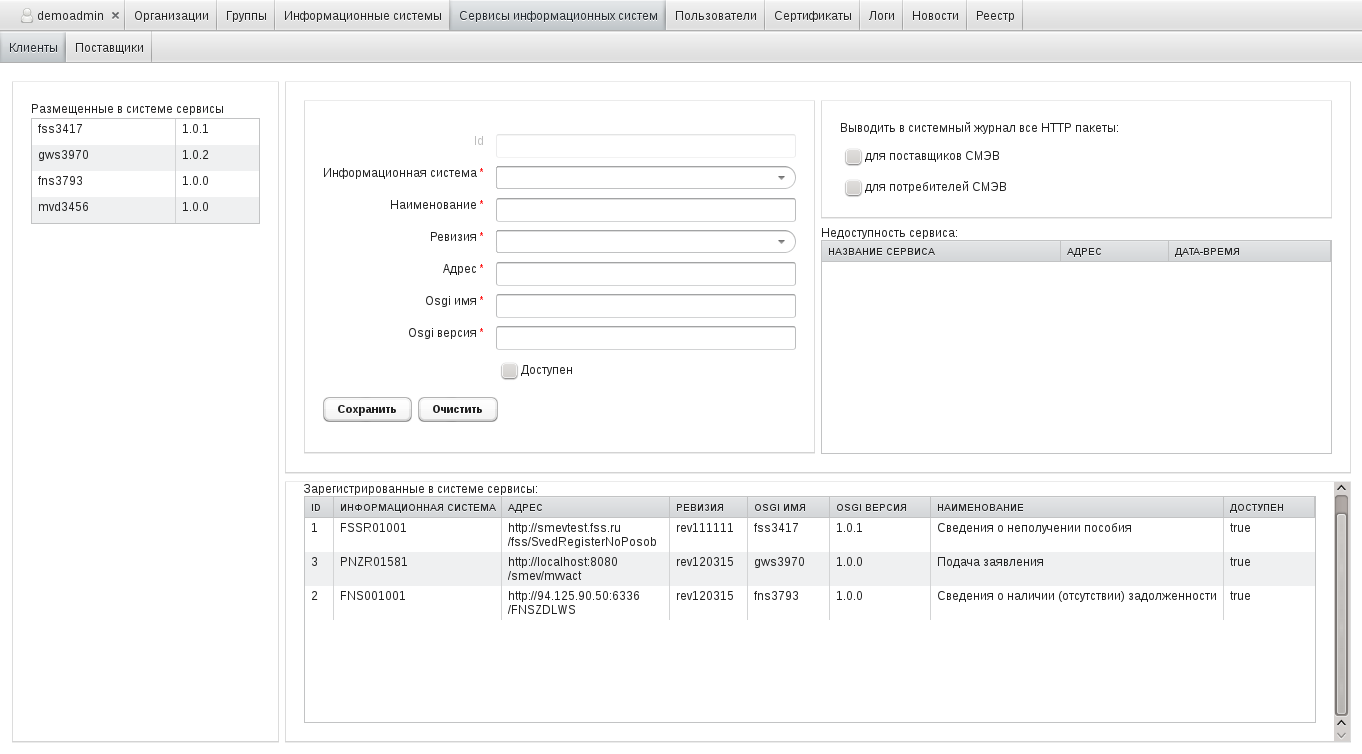 demoadmin
Организации
Группы
Информационные системы
Сервисы информационных систем
Пользователи
Сертификаты
Логи
Новости
Реестр
Клиенты
Поставщики
Размещенные в системе сервисы
fss3417 1.0.1
gws3970 1.0.2
fns3793 1.0.0
mvd3456 1.0.0
Id
Информационная система *
Наименование *
Ревизия *
Адрес *
Osgi имя *
Osgi версия *
Доступен
Сохранить
Очистить
Выводить в системный журнал все HTTP пакеты:
для поставщиков СМЭВ
для потребителей СМЭВ
Недоступность сервиса:
НАЗВАНИЕ СЕРВИСА АДРЕС ДАТА-ВРЕМЯ
Зарегистрированные в системе сервисы:
ID ИНФОРМАЦИОННАЯ СИСТЕМА АДРЕС РЕВИЗИЯ OSGI ИМЯ OSGI ВЕРСИЯ НАИМЕНОВАНИЕ ДОСТУПЕН
1 FSSR01001 http://smevtest.fss.ru rev111111 fss3417 1.0.1 Сведения о неполучении пособия true
/fss/SvedRegisterNoPosob
3 PNZR01581 http://localhost:8080 rev120315 gws3970 1.0.0 Подача заявления true
/smev/mvvact
2 FNS001001 http://94.125.90.50:6336 rev120315 fns3793 1.0.0 Сведения о наличии (отсутствии) задолженности true
/FNSZDLWS